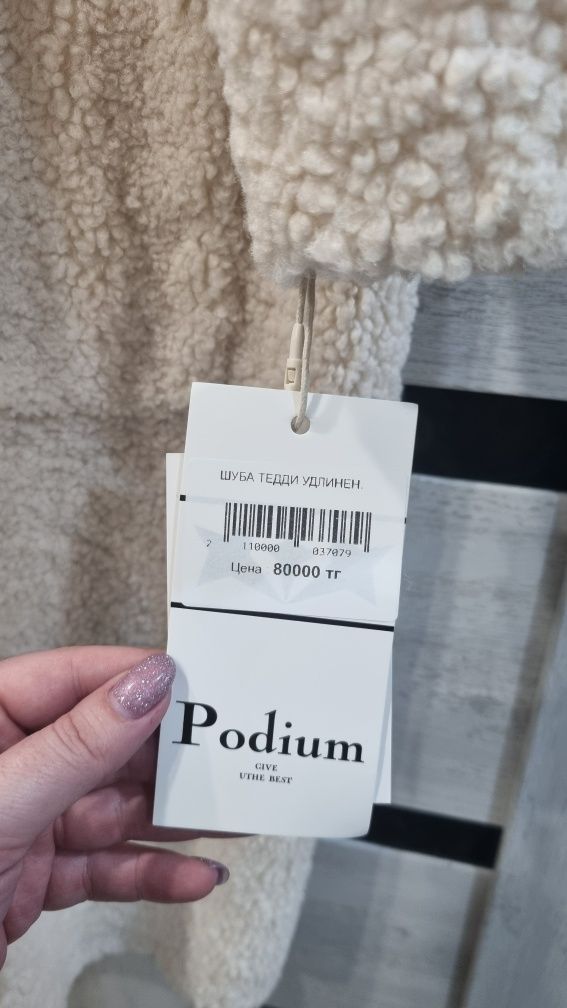 ШУБА ТЕДДИ УДЛИНЕН.
2 110000 037079
Цена 80000 тг
Podium
GIVE
UTHE BEST